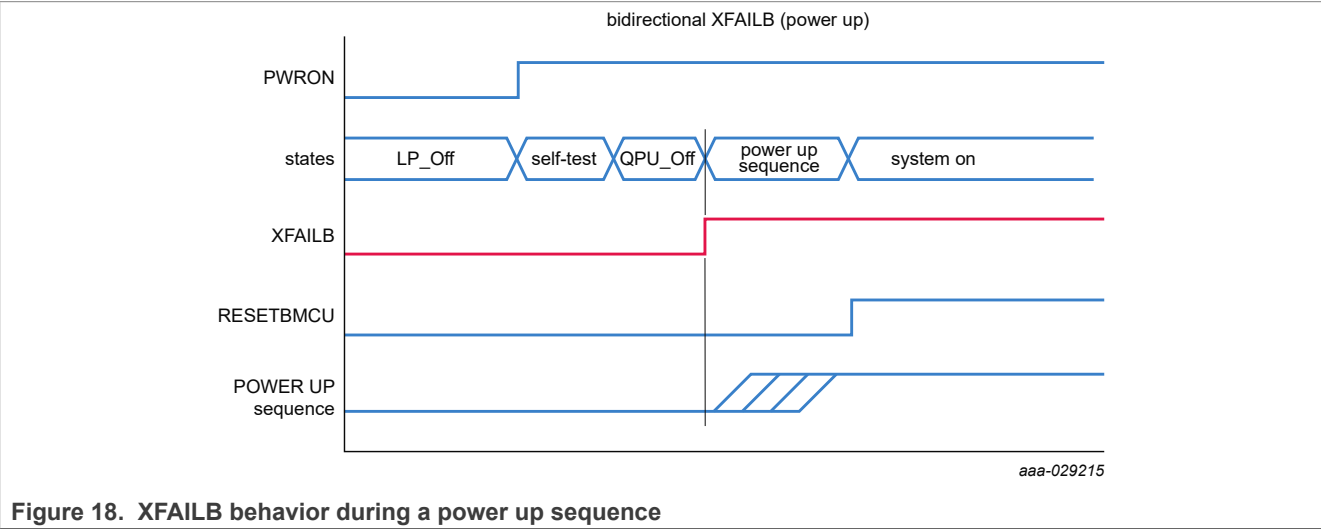 bidirectional XFAILB (power up)
PWRON
states
LP_Off
self-test
QPU_Off
power up
sequence
system on
XFAILB
RESETBMCU
POWER UP
sequence
aaa-029215
Figure 18. XFAILB behavior during a power up sequence